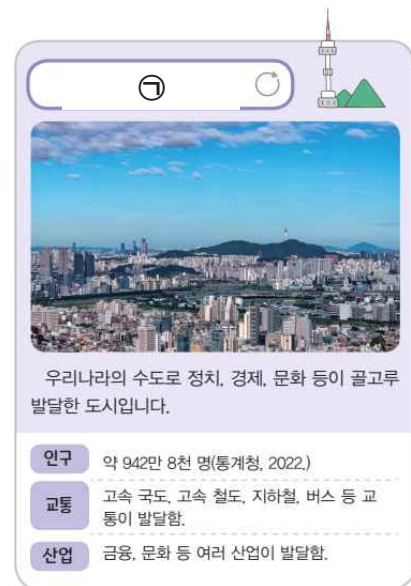 ㉠
우리나라의 수도로 정치, 경제, 문화 등이 골고루
발달한 도시입니다.
인구 약 942만 8천 명(통계청, 2022.)
교통 고속 국도, 고속 철도, 지하철, 버스 등 교
통이 발달함.
산업 금융, 문화 등 여러 산업이 발달함.